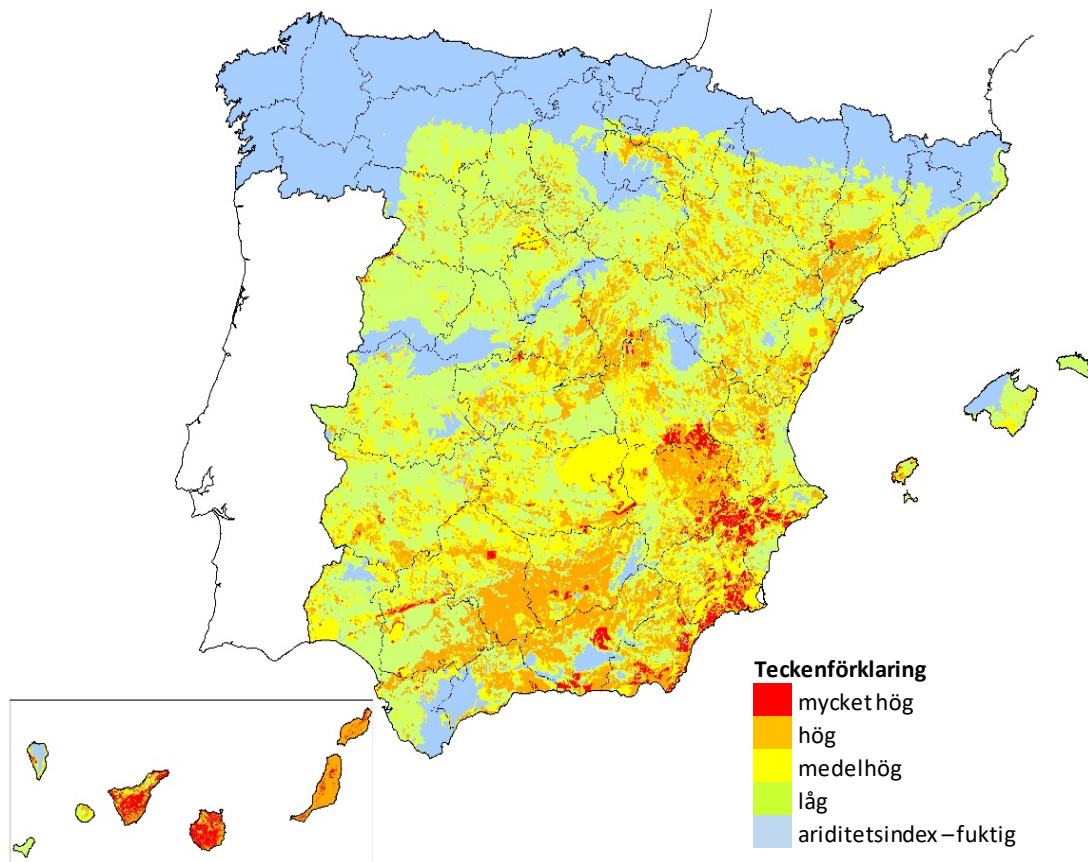 Teckenförklaring
mycket hög
hög
medelhög
låg
ariditetsindex – fuktig